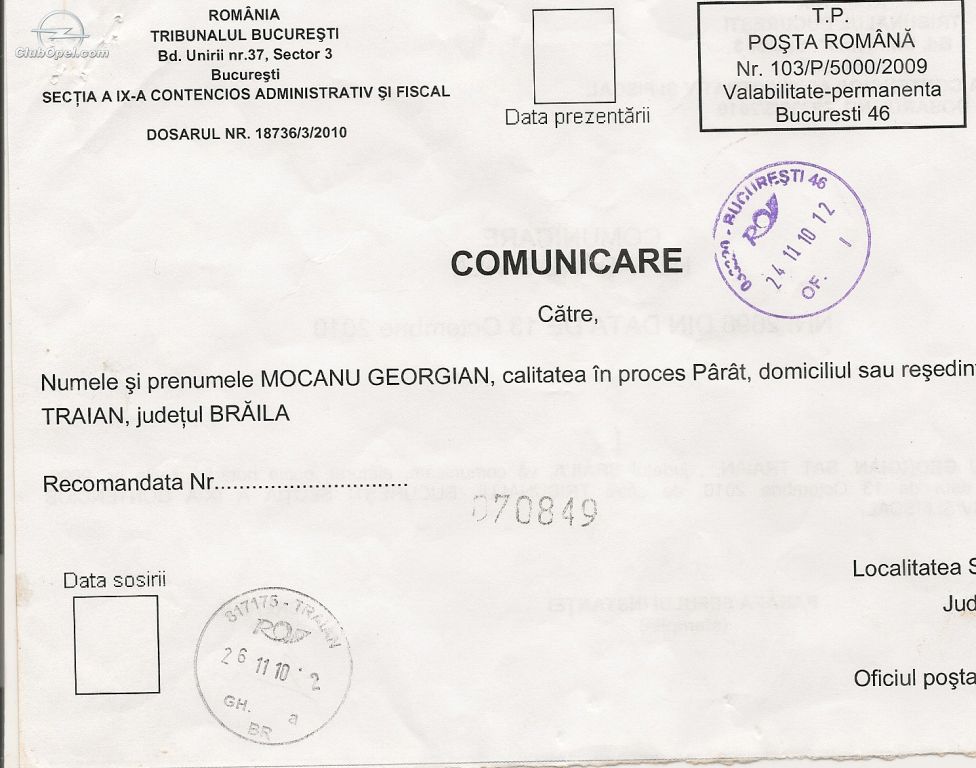 ClubOpel.com
ROMÂNIA
TRIBUNALUL BUCUREŞTI
Bd. Unirii nr.37, Sector 3
Bucureşti
SECŢIA A IX-A CONTENCIOS ADMINISTRATIV ŞI FISCAL
DOSARUL NR. 18736/3/2010
Data prezentării
T.P.
POŞTA ROMÂNĂ
Nr. 103/P/5000/2009
Valabilitate-permanenta
Bucuresti 46
BUCUREŞTI 46
24 11 10 12
OF. 1
COMUNICARE
Către,
Numele şi prenumele MOCANU GEORGIAN, calitatea în proces Pârât, domiciliul sau reşedin
TRAIAN, judeţul BRĂILA
Recomandata Nr...............................
070849
Data sosirii
817175 - TRAIAN
26 11 10 · 2
GH. a
BR
Localitatea S
Jud
Oficiul poşta